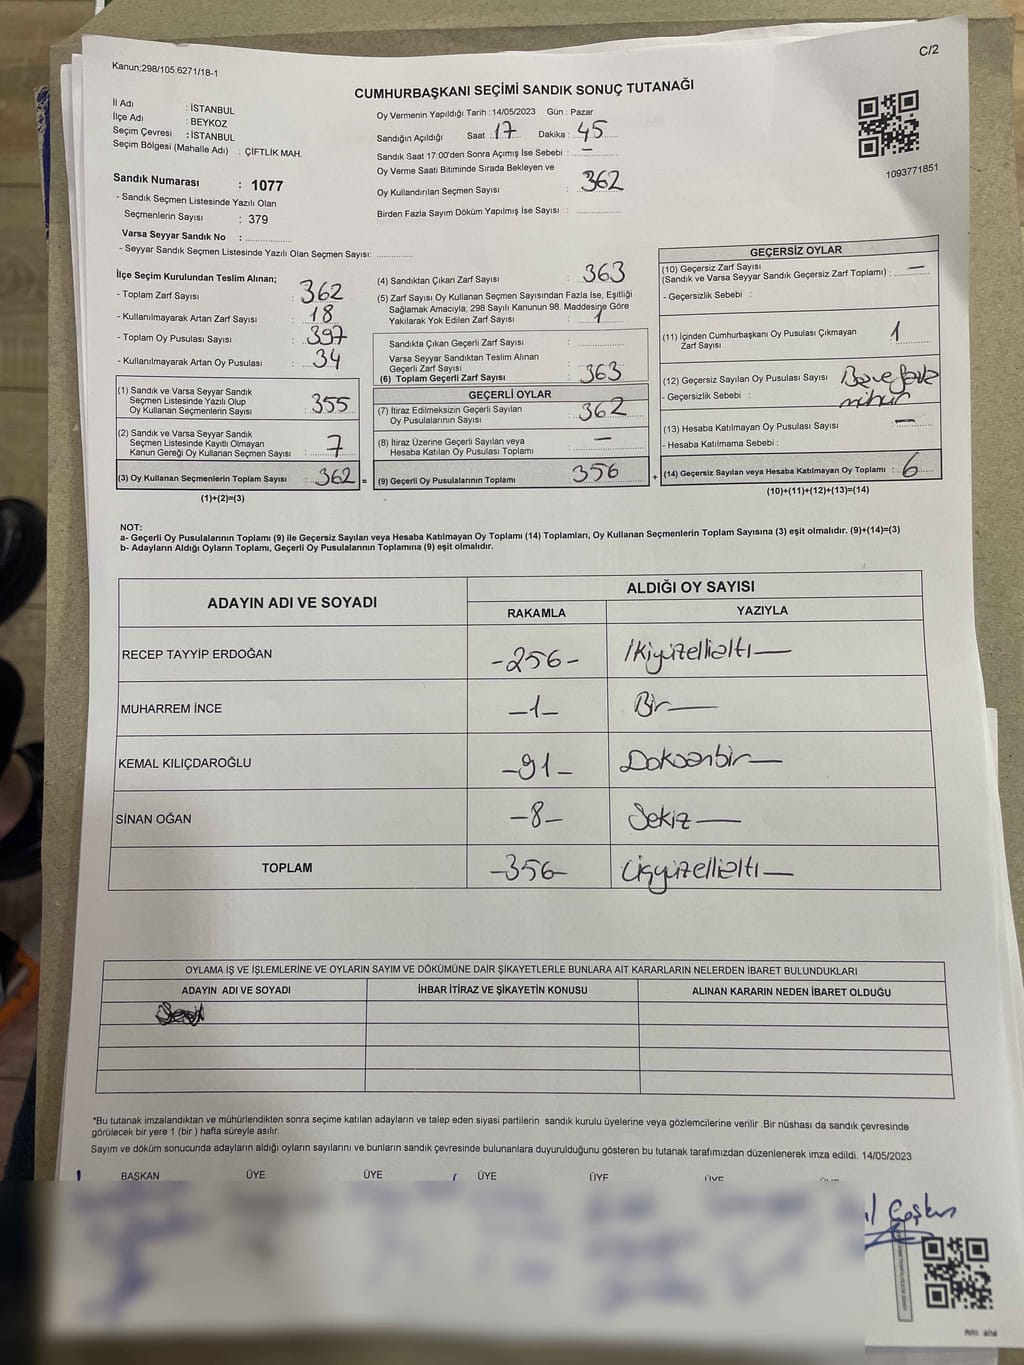 C/2
Kanun;298/105,6271/18-1
CUMHURBAŞKANI SEÇİMİ SANDIK SONUÇ TUTANAĞI
İl Adı : İSTANBUL
İlçe Adı : BEYKOZ
Seçim Çevresi : İSTANBUL
Seçim Bölgesi (Mahalle Adı) : ÇİFTLİK MAH.
Sandık Numarası : 1077
- Sandık Seçmen Listesinde Yazılı Olan
Seçmenlerin Sayısı : 379
Varsa Seyyar Sandık No :
- Seyyar Sandık Seçmen Listesinde Yazılı Olan Seçmen Sayısı:
Oy Vermenin Yapıldığı Tarih : 14/05/2023 Gün : Pazar
Sandığın Açıldığı Saat : 17 Dakika : 45
Sandık Saat 17:00'den Sonra Açımış İse Sebebi : —
Oy Verme Saati Bitiminde Sırada Bekleyen ve
Oy Kullandırılan Seçmen Sayısı : 362
Birden Fazla Sayım Döküm Yapılmış İse Sayısı :
1093771851
İlçe Seçim Kurulundan Teslim Alınan;
- Toplam Zarf Sayısı : 362
- Kullanılmayarak Artan Zarf Sayısı : 18
- Toplam Oy Pusulası Sayısı : 397
- Kullanılmayarak Artan Oy Pusulası : 34
(1) Sandık ve Varsa Seyyar Sandık
Seçmen Listesinde Yazılı Olup
Oy Kullanan Seçmenlerin Sayısı : 355
(2) Sandık ve Varsa Seyyar Sandık
Seçmen Listesinde Kayıtlı Olmayan
Kanun Gereği Oy Kullanan Seçmen Sayısı : 7
(3) Oy Kullanan Seçmenlerin Toplam Sayısı : 362 =
(1)+(2)=(3)
(4) Sandıktan Çıkan Zarf Sayısı : 363
(5) Zarf Sayısı Oy Kullanan Seçmen Sayısından Fazla İse, Eşitliği
Sağlamak Amacıyla; 298 Sayılı Kanunun 98. Maddesine Göre
Yakılarak Yok Edilen Zarf Sayısı : 1
Sandıkta Çıkan Geçerli Zarf Sayısı :
Varsa Seyyar Sandıktan Teslim Alınan
Geçerli Zarf Sayısı :
(6) Toplam Geçerli Zarf Sayısı : 363
GEÇERLİ OYLAR
(7) İtiraz Edilmeksizin Geçerli Sayılan
Oy Pusulalarının Sayısı : 362
(8) İtiraz Üzerine Geçerli Sayılan veya
Hesaba Katılan Oy Pusulası Toplamı : —
(9) Geçerli Oy Pusulalarının Toplamı : 356 +
GEÇERSİZ OYLAR
(10) Geçersiz Zarf Sayısı
(Sandık ve Varsa Seyyar Sandık Geçersiz Zarf Toplamı) : —
- Geçersizlik Sebebi :
(11) İçinden Cumhurbaşkanı Oy Pusulası Çıkmayan
Zarf Sayısı : 1
(12) Geçersiz Sayılan Oy Pusulası Sayısı
- Geçersizlik Sebebi : mühür
(13) Hesaba Katılmayan Oy Pusulası Sayısı : —
- Hesaba Katılmama Sebebi :
(14) Geçersiz Sayılan veya Hesaba Katılmayan Oy Toplamı : 6
(10)+(11)+(12)+(13)=(14)
NOT:
a- Geçerli Oy Pusulalarının Toplamı (9) ile Geçersiz Sayılan veya Hesaba Katılmayan Oy Toplamı (14) Toplamları, Oy Kullanan Seçmenlerin Toplam Sayısına (3) eşit olmalıdır. (9)+(14)=(3)
b- Adayların Aldığı Oyların Toplamı, Geçerli Oy Pusulalarının Toplamına (9) eşit olmalıdır.
ADAYIN ADI VE SOYADI ALDIĞI OY SAYISI
RAKAMLA YAZIYLA
RECEP TAYYİP ERDOĞAN -256- İkiyüzellialtı—
MUHARREM İNCE —1— Bir—
KEMAL KILIÇDAROĞLU —91— Doksanbir—
SİNAN OĞAN —8— Sekiz—
TOPLAM -356- Üçyüzellialtı—
OYLAMA İŞ VE İŞLEMLERİNE VE OYLARIN SAYIM VE DÖKÜMÜNE DAİR ŞİKAYETLERLE BUNLARA AİT KARARLARIN NELERDEN İBARET BULUNDUKLARI
ADAYIN ADI VE SOYADI İHBAR İTİRAZ VE ŞİKAYETİN KONUSU ALINAN KARARIN NEDEN İBARET OLDUĞU
*Bu tutanak imzalandıktan ve mühürlendikten sonra seçime katılan adayların ve talep eden siyasi partilerin sandık kurulu üyelerine veya gözlemcilerine verilir .Bir nüshası da sandık çevresinde
görülecek bir yere 1 (bir ) hafta süreyle asılır.
Sayım ve döküm sonucunda adayların aldığı oyların sayılarını ve bunların sandık çevresinde bulunanlara duyurulduğunu gösteren bu tutanak tarafımızdan düzenlenerek imza edildi. 14/05/2023
BAŞKAN ÜYE ÜYE ÜYE ÜYE ÜYE
Coşkun